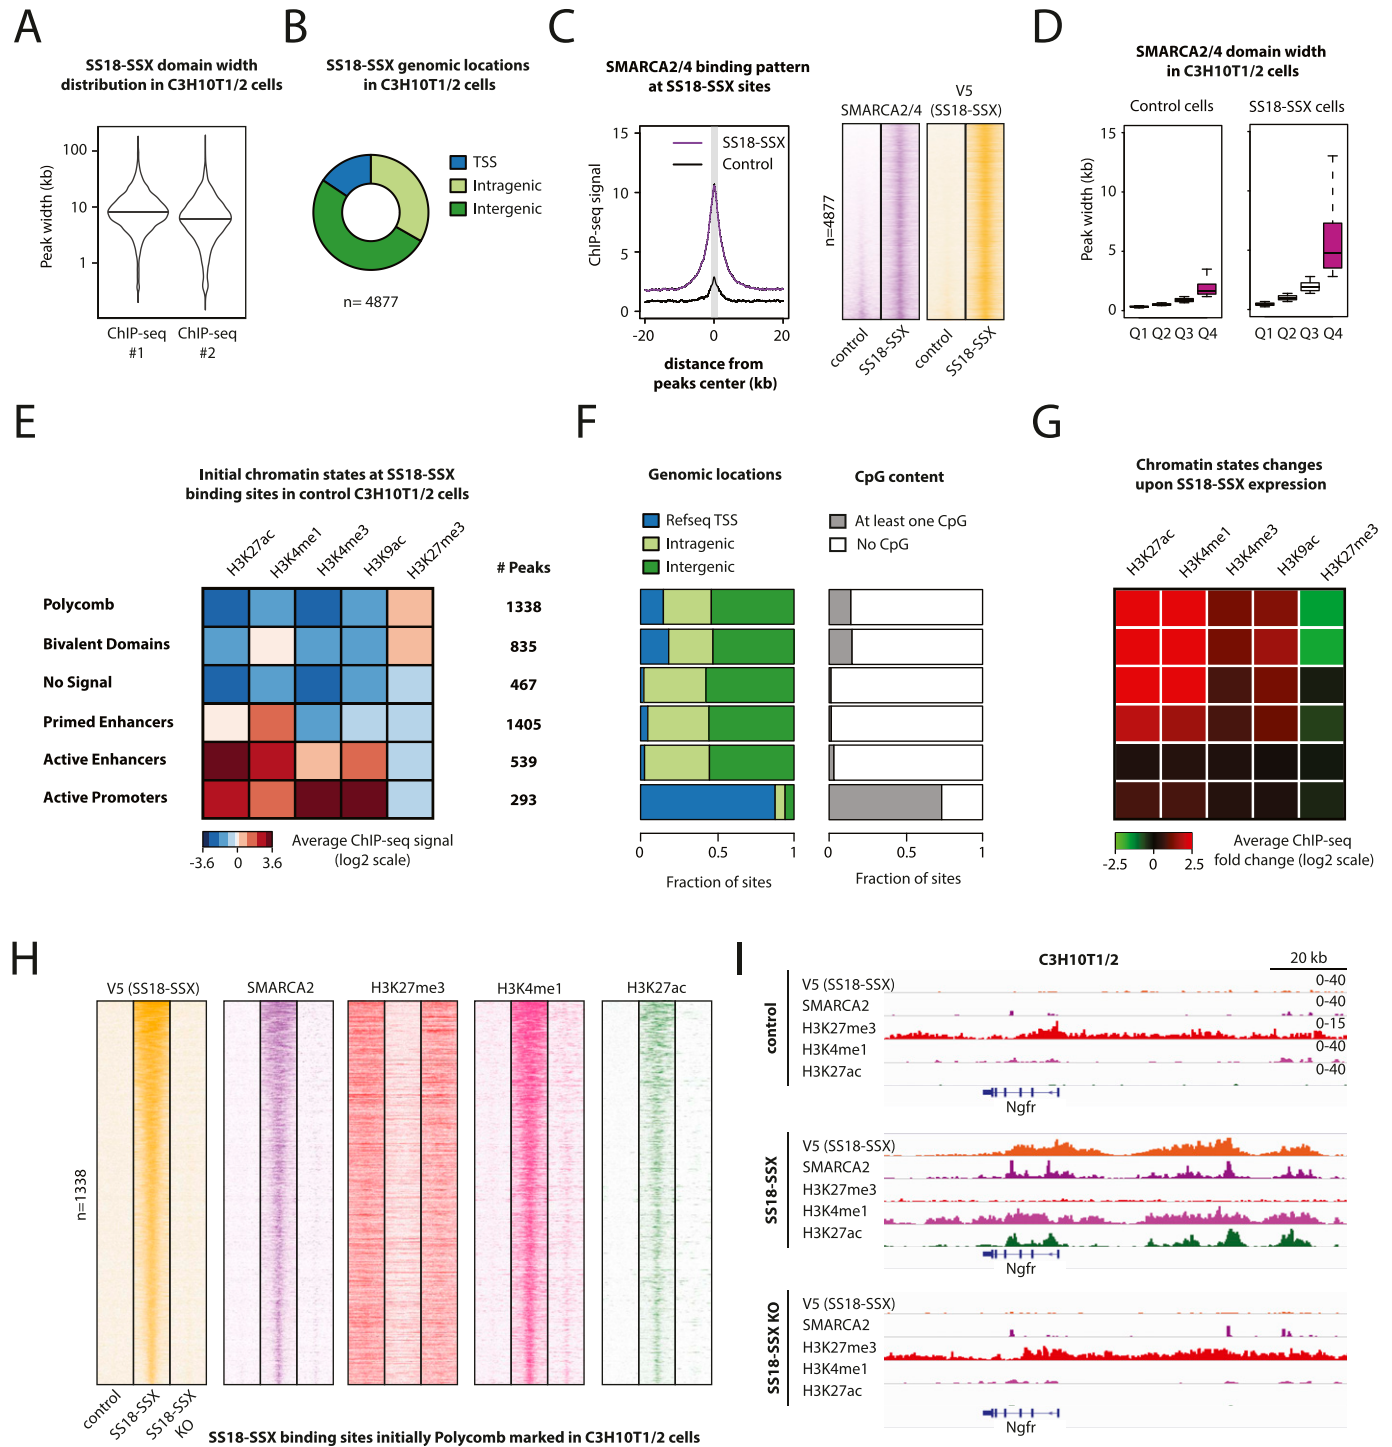 A
SS18-SSX domain width
distribution in C3H10T1/2 cells
Peak width (kb)
100
10
1
ChIP-seq
#1
ChIP-seq
#2
B
SS18-SSX genomic locations
in C3H10T1/2 cells
TSS
Intragenic
Intergenic
n= 4877
C
SMARCA2/4 binding pattern
at SS18-SSX sites
ChIP-seq signal
15
10
5
0
SS18-SSX
Control
-20
0
20
distance from
peaks center (kb)
SMARCA2/4
V5
(SS18-SSX)
n=4877
control
SS18-SSX
control
SS18-SSX
D
SMARCA2/4 domain width
in C3H10T1/2 cells
Control cells
SS18-SSX cells
Peak width (kb)
15
10
5
0
Q1 Q2 Q3 Q4
Q1 Q2 Q3 Q4
E
Initial chromatin states at SS18-SSX
binding sites in control C3H10T1/2 cells
H3K27ac
H3K4me1
H3K4me3
H3K9ac
H3K27me3
# Peaks
Polycomb
1338
Bivalent Domains
835
No Signal
467
Primed Enhancers
1405
Active Enhancers
539
Active Promoters
293
-3.6 0 3.6
Average ChIP-seq signal
(log2 scale)
F
Genomic locations
Refseq TSS
Intragenic
Intergenic
0 0.5 1
Fraction of sites
CpG content
At least one CpG
No CpG
0 0.5 1
Fraction of sites
G
Chromatin states changes
upon SS18-SSX expression
H3K27ac
H3K4me1
H3K4me3
H3K9ac
H3K27me3
-2.5 0 2.5
Average ChIP-seq
fold change (log2 scale)
H
V5 (SS18-SSX)
SMARCA2
H3K27me3
H3K4me1
H3K27ac
n=1338
control
SS18-SSX
SS18-SSX
KO
SS18-SSX binding sites initially Polycomb marked in C3H10T1/2 cells
I
C3H10T1/2
20 kb
control
V5 (SS18-SSX)
0-40
SMARCA2
0-40
H3K27me3
0-15
H3K4me1
0-40
H3K27ac
0-40
Ngfr
SS18-SSX
V5 (SS18-SSX)
SMARCA2
H3K27me3
H3K4me1
H3K27ac
Ngfr
SS18-SSX KO
V5 (SS18-SSX)
SMARCA2
H3K27me3
H3K4me1
H3K27ac
Ngfr